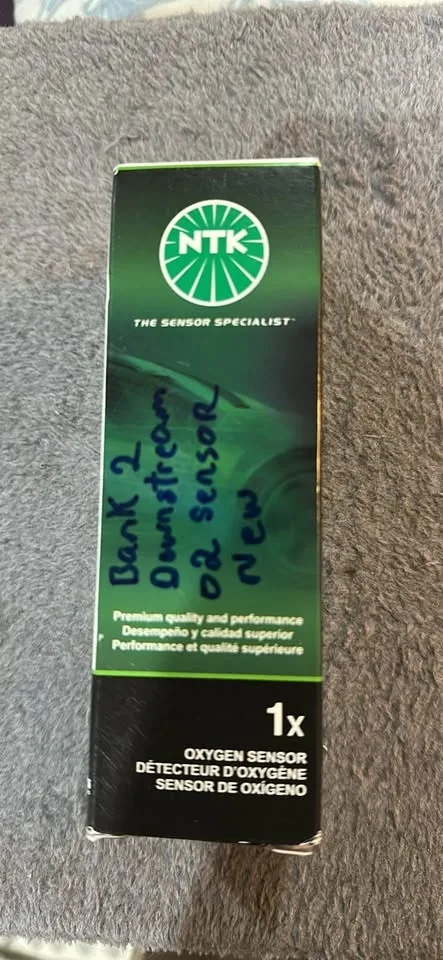 NTK
THE SENSOR SPECIALIST™
Bank 2
Downstream
O2 sensor
New
Premium quality and performance
Desempeño y calidad superior
Performance et qualité supérieure
1x
OXYGEN SENSOR
DÉTECTEUR D'OXYGÈNE
SENSOR DE OXÍGENO